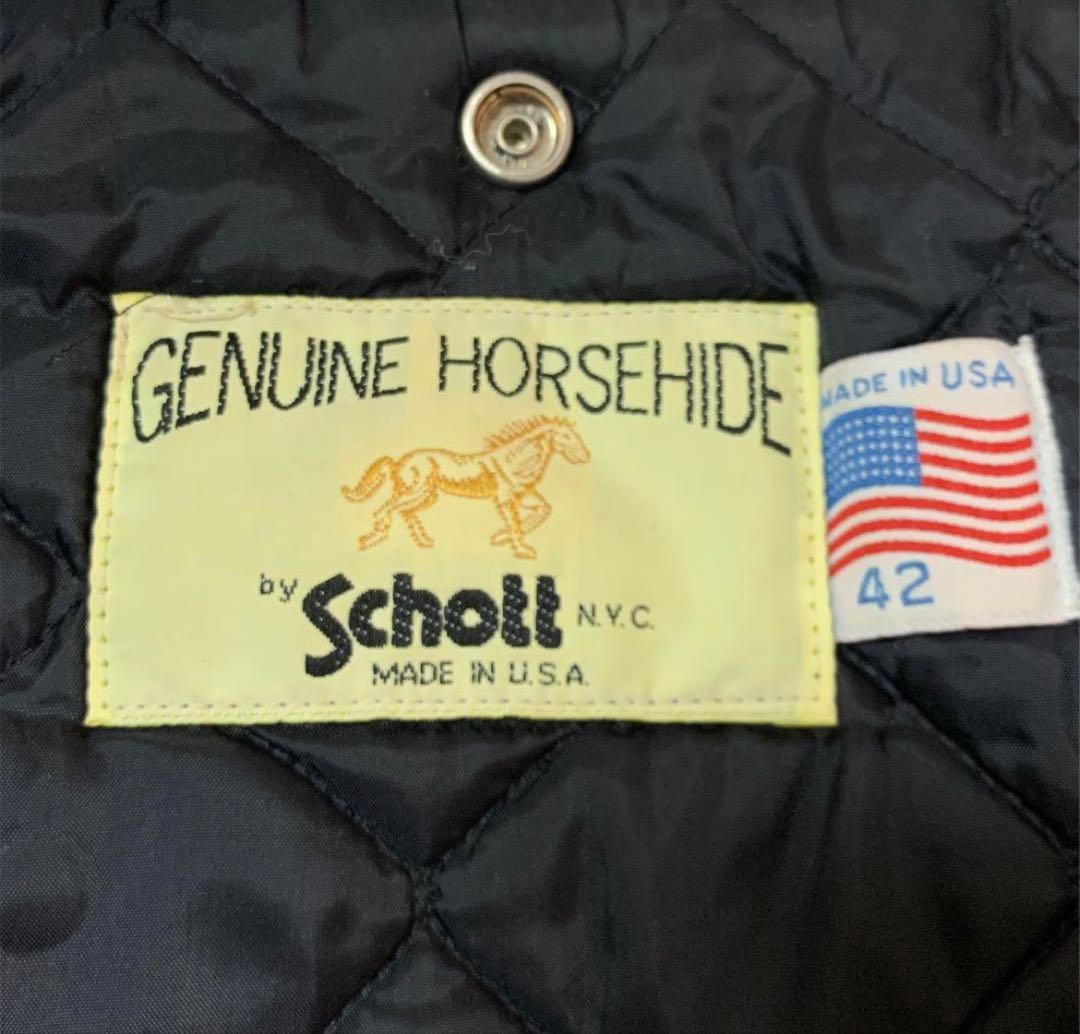 GENUINE HORSEHIDE
by Schott N.Y.C.
MADE IN U.S.A.
MADE IN USA
42